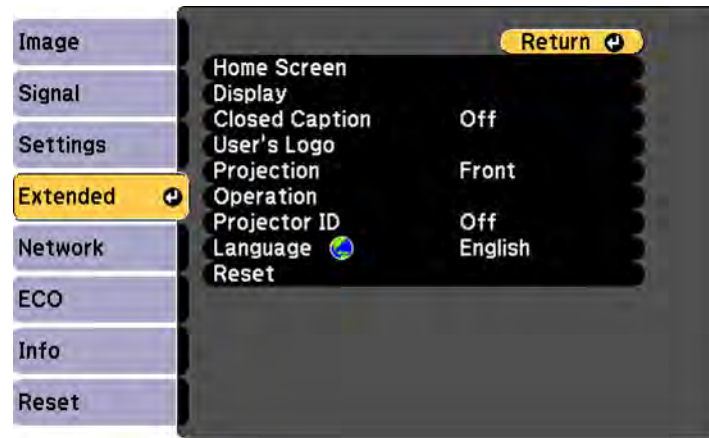 Image
Signal
Settings
Extended
Network
ECO
Info
Reset
Return
Home Screen
Display
Closed Caption Off
User's Logo
Projection Front
Operation
Projector ID Off
Language English
Reset